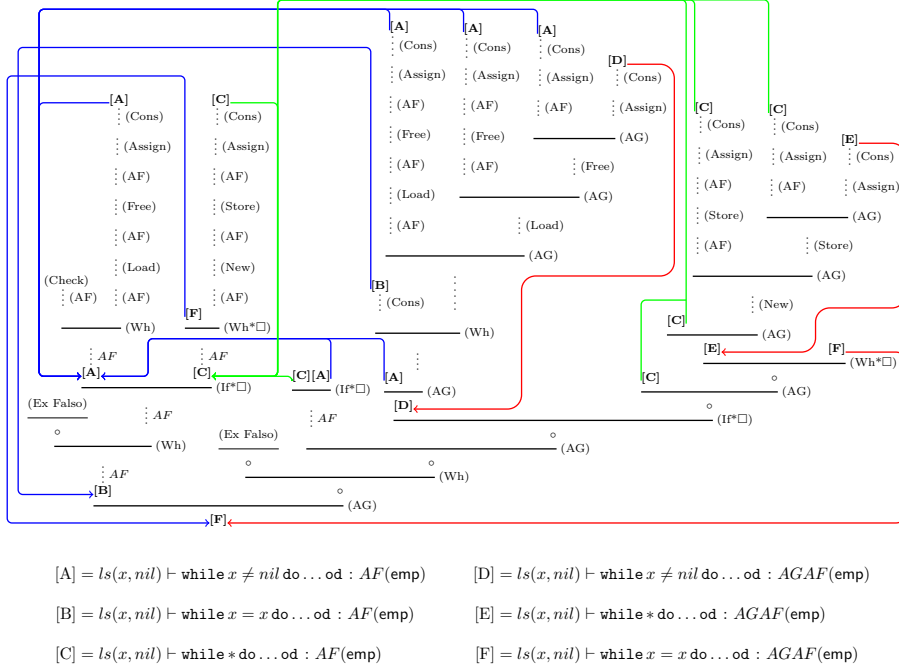 [A] [A] [A]
[C] (Cons) (Cons) (Cons) [D]
(Assign) (Assign) (Assign) (Cons)
[A] [C] (AF) (AF) (AF) (Assign) [C] [C]
(Cons) (Cons) (Free) (Free) (AG) (Cons) (Cons) [E]
(Assign) (Assign) (AF) (AF) (Free) (Assign) (Assign) (Cons)
(AF) (AF) (Load) (AG) (AF) (AF) (Assign)
(Free) (Store) (AF) (Load) (Store) (AG)
(AF) (AF) (AG) (AF) (Store)
(Load) (New) (AG)
(Check) [B]
(AF) (AF) (AF) (Cons) (New)
[F] [C]
(Wh) (Wh*□) (Wh) (AG)
AF AF [E] [F]
(Wh*□)
[A] [C] [C][A] [A] [C]
(If*□) (If*□) (AG) (AG)
(Ex Falso) AF AF [D]
(If*□)
(Ex Falso)
(Wh) (AG)
AF (Wh)
[B]
(AG)
[F]
[A] = ls(x, nil) ⊢ while x ≠ nil do...od : AF(emp) [D] = ls(x, nil) ⊢ while x ≠ nil do...od : AGAF(emp)
[B] = ls(x, nil) ⊢ while x = x do...od : AF(emp) [E] = ls(x, nil) ⊢ while * do...od : AGAF(emp)
[C] = ls(x, nil) ⊢ while * do...od : AF(emp) [F] = ls(x, nil) ⊢ while x = x do...od : AGAF(emp)